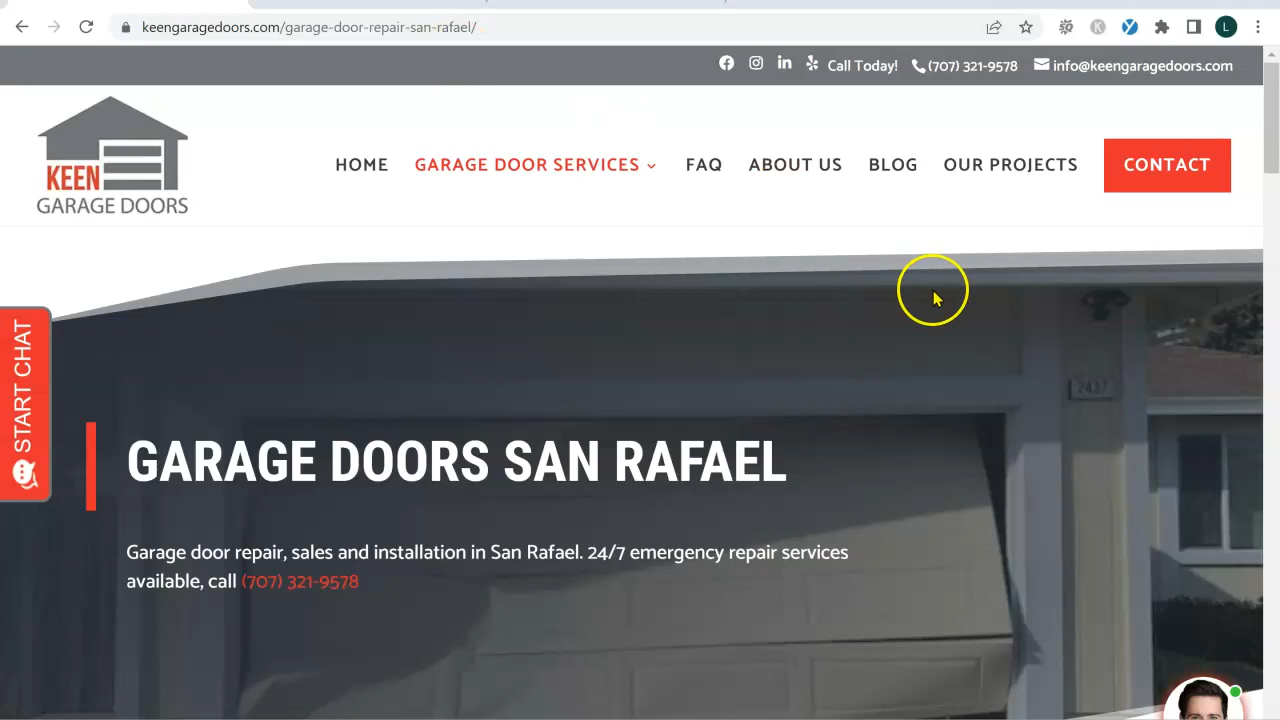 keengaragedoors.com/garage-door-repair-san-rafael/
L
Call Today! (707) 321-9578 info@keengaragedoors.com
KEEN
GARAGE DOORS
HOME GARAGE DOOR SERVICES FAQ ABOUT US BLOG OUR PROJECTS CONTACT
START CHAT
2437
GARAGE DOORS SAN RAFAEL
Garage door repair, sales and installation in San Rafael. 24/7 emergency repair services
available, call (707) 321-9578